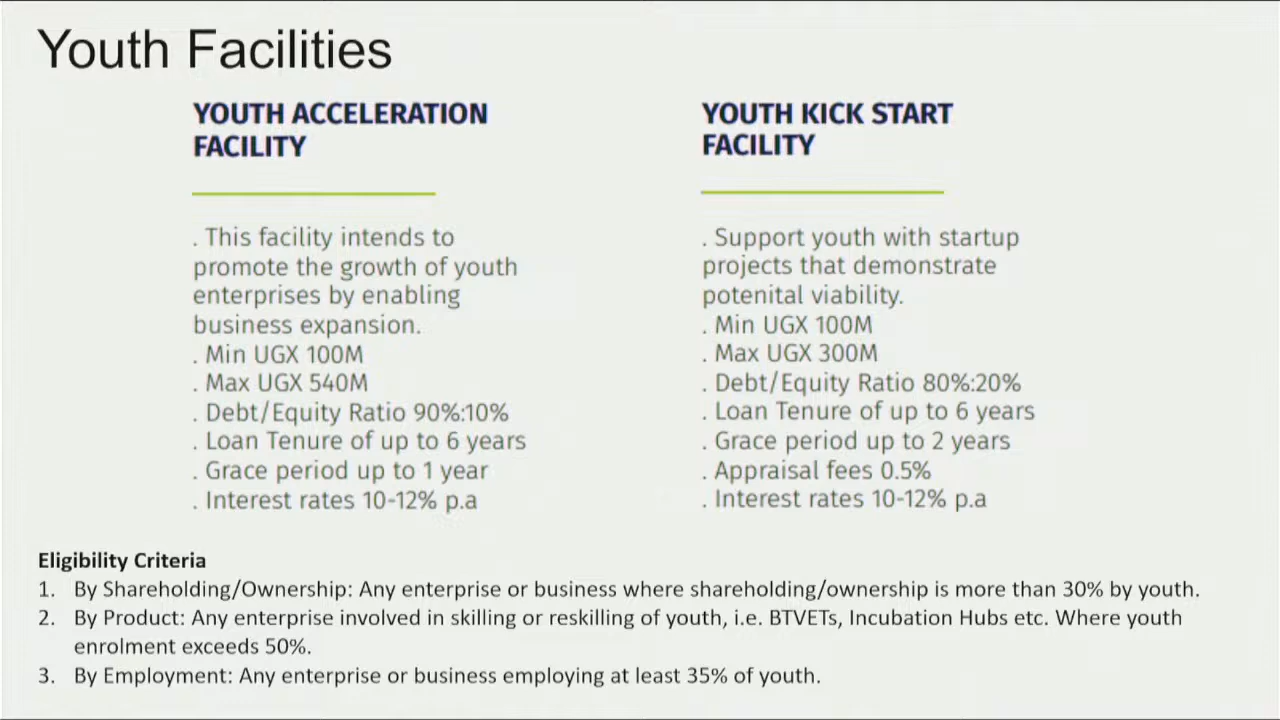 Youth Facilities
YOUTH ACCELERATION
FACILITY
. This facility intends to
promote the growth of youth
enterprises by enabling
business expansion.
. Min UGX 100M
. Max UGX 540M
. Debt/Equity Ratio 90%:10%
. Loan Tenure of up to 6 years
. Grace period up to 1 year
. Interest rates 10-12% p.a
YOUTH KICK START
FACILITY
. Support youth with startup
projects that demonstrate
potenital viability.
. Min UGX 100M
. Max UGX 300M
. Debt/Equity Ratio 80%:20%
. Loan Tenure of up to 6 years
. Grace period up to 2 years
. Appraisal fees 0.5%
. Interest rates 10-12% p.a
Eligibility Criteria
1. By Shareholding/Ownership: Any enterprise or business where shareholding/ownership is more than 30% by youth.
2. By Product: Any enterprise involved in skilling or reskilling of youth, i.e. BTVETs, Incubation Hubs etc. Where youth
enrolment exceeds 50%.
3. By Employment: Any enterprise or business employing at least 35% of youth.